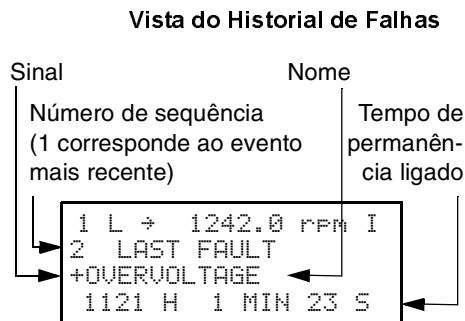 Vista do Historial de Falhas
Sinal
Nome
Número de sequência
(1 corresponde ao evento
mais recente)
Tempo de
permanên-
cia ligado
1 L → 1242.0 rpm I
2 LAST FAULT
+OVERVOLTAGE
1121 H 1 MIN 23 S